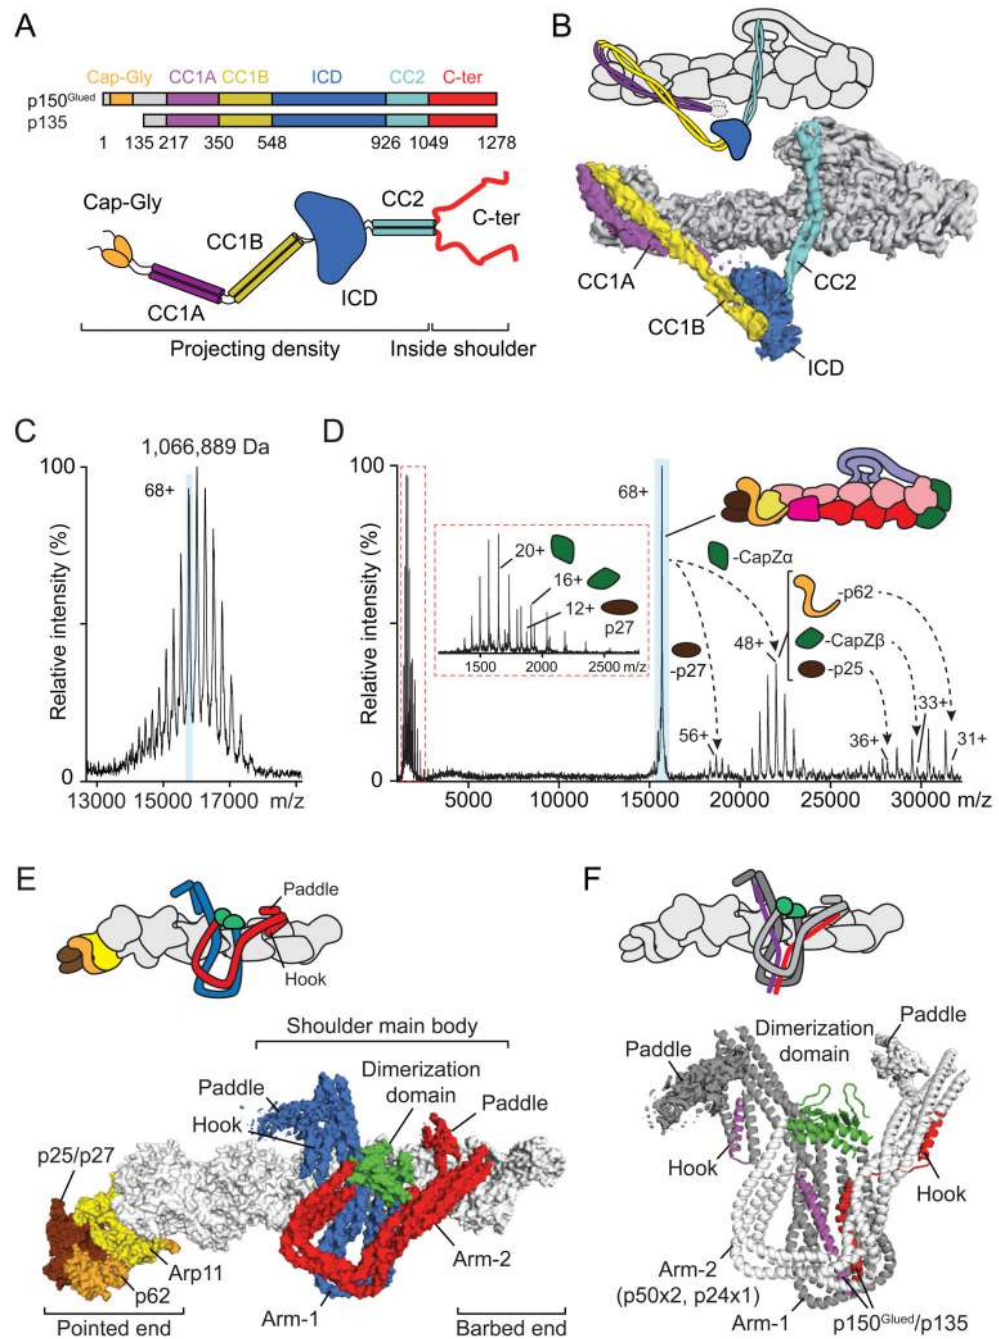 A
Cap-Gly CC1A CC1B ICD CC2 C-ter
p150Glued
p135
1 135 217 350 548 926 1049 1278
Cap-Gly
CC1A
CC1B
ICD
CC2
C-ter
Projecting density
Inside shoulder
B
CC1A
CC1B
CC2
ICD
C
1,066,889 Da
68+
100
0
Relative intensity (%)
13000 15000 17000 m/z
D
100
0
Relative intensity (%)
20+
16+
12+
p27
1500 2000 2500 m/z
68+
-CapZα
-p62
-CapZβ
-p25
-p27
48+
56+
36+
33+
31+
5000 10000 15000 20000 25000 30000 m/z
E
Paddle
Hook
Shoulder main body
Paddle
Hook
Dimerization
domain
Paddle
p25/p27
Arp11
p62
Arm-1
Arm-2
Pointed end
Barbed end
F
Paddle
Dimerization
domain
Paddle
Hook
Hook
Arm-2
(p50x2, p24x1)
Arm-1
p150Glued/p135